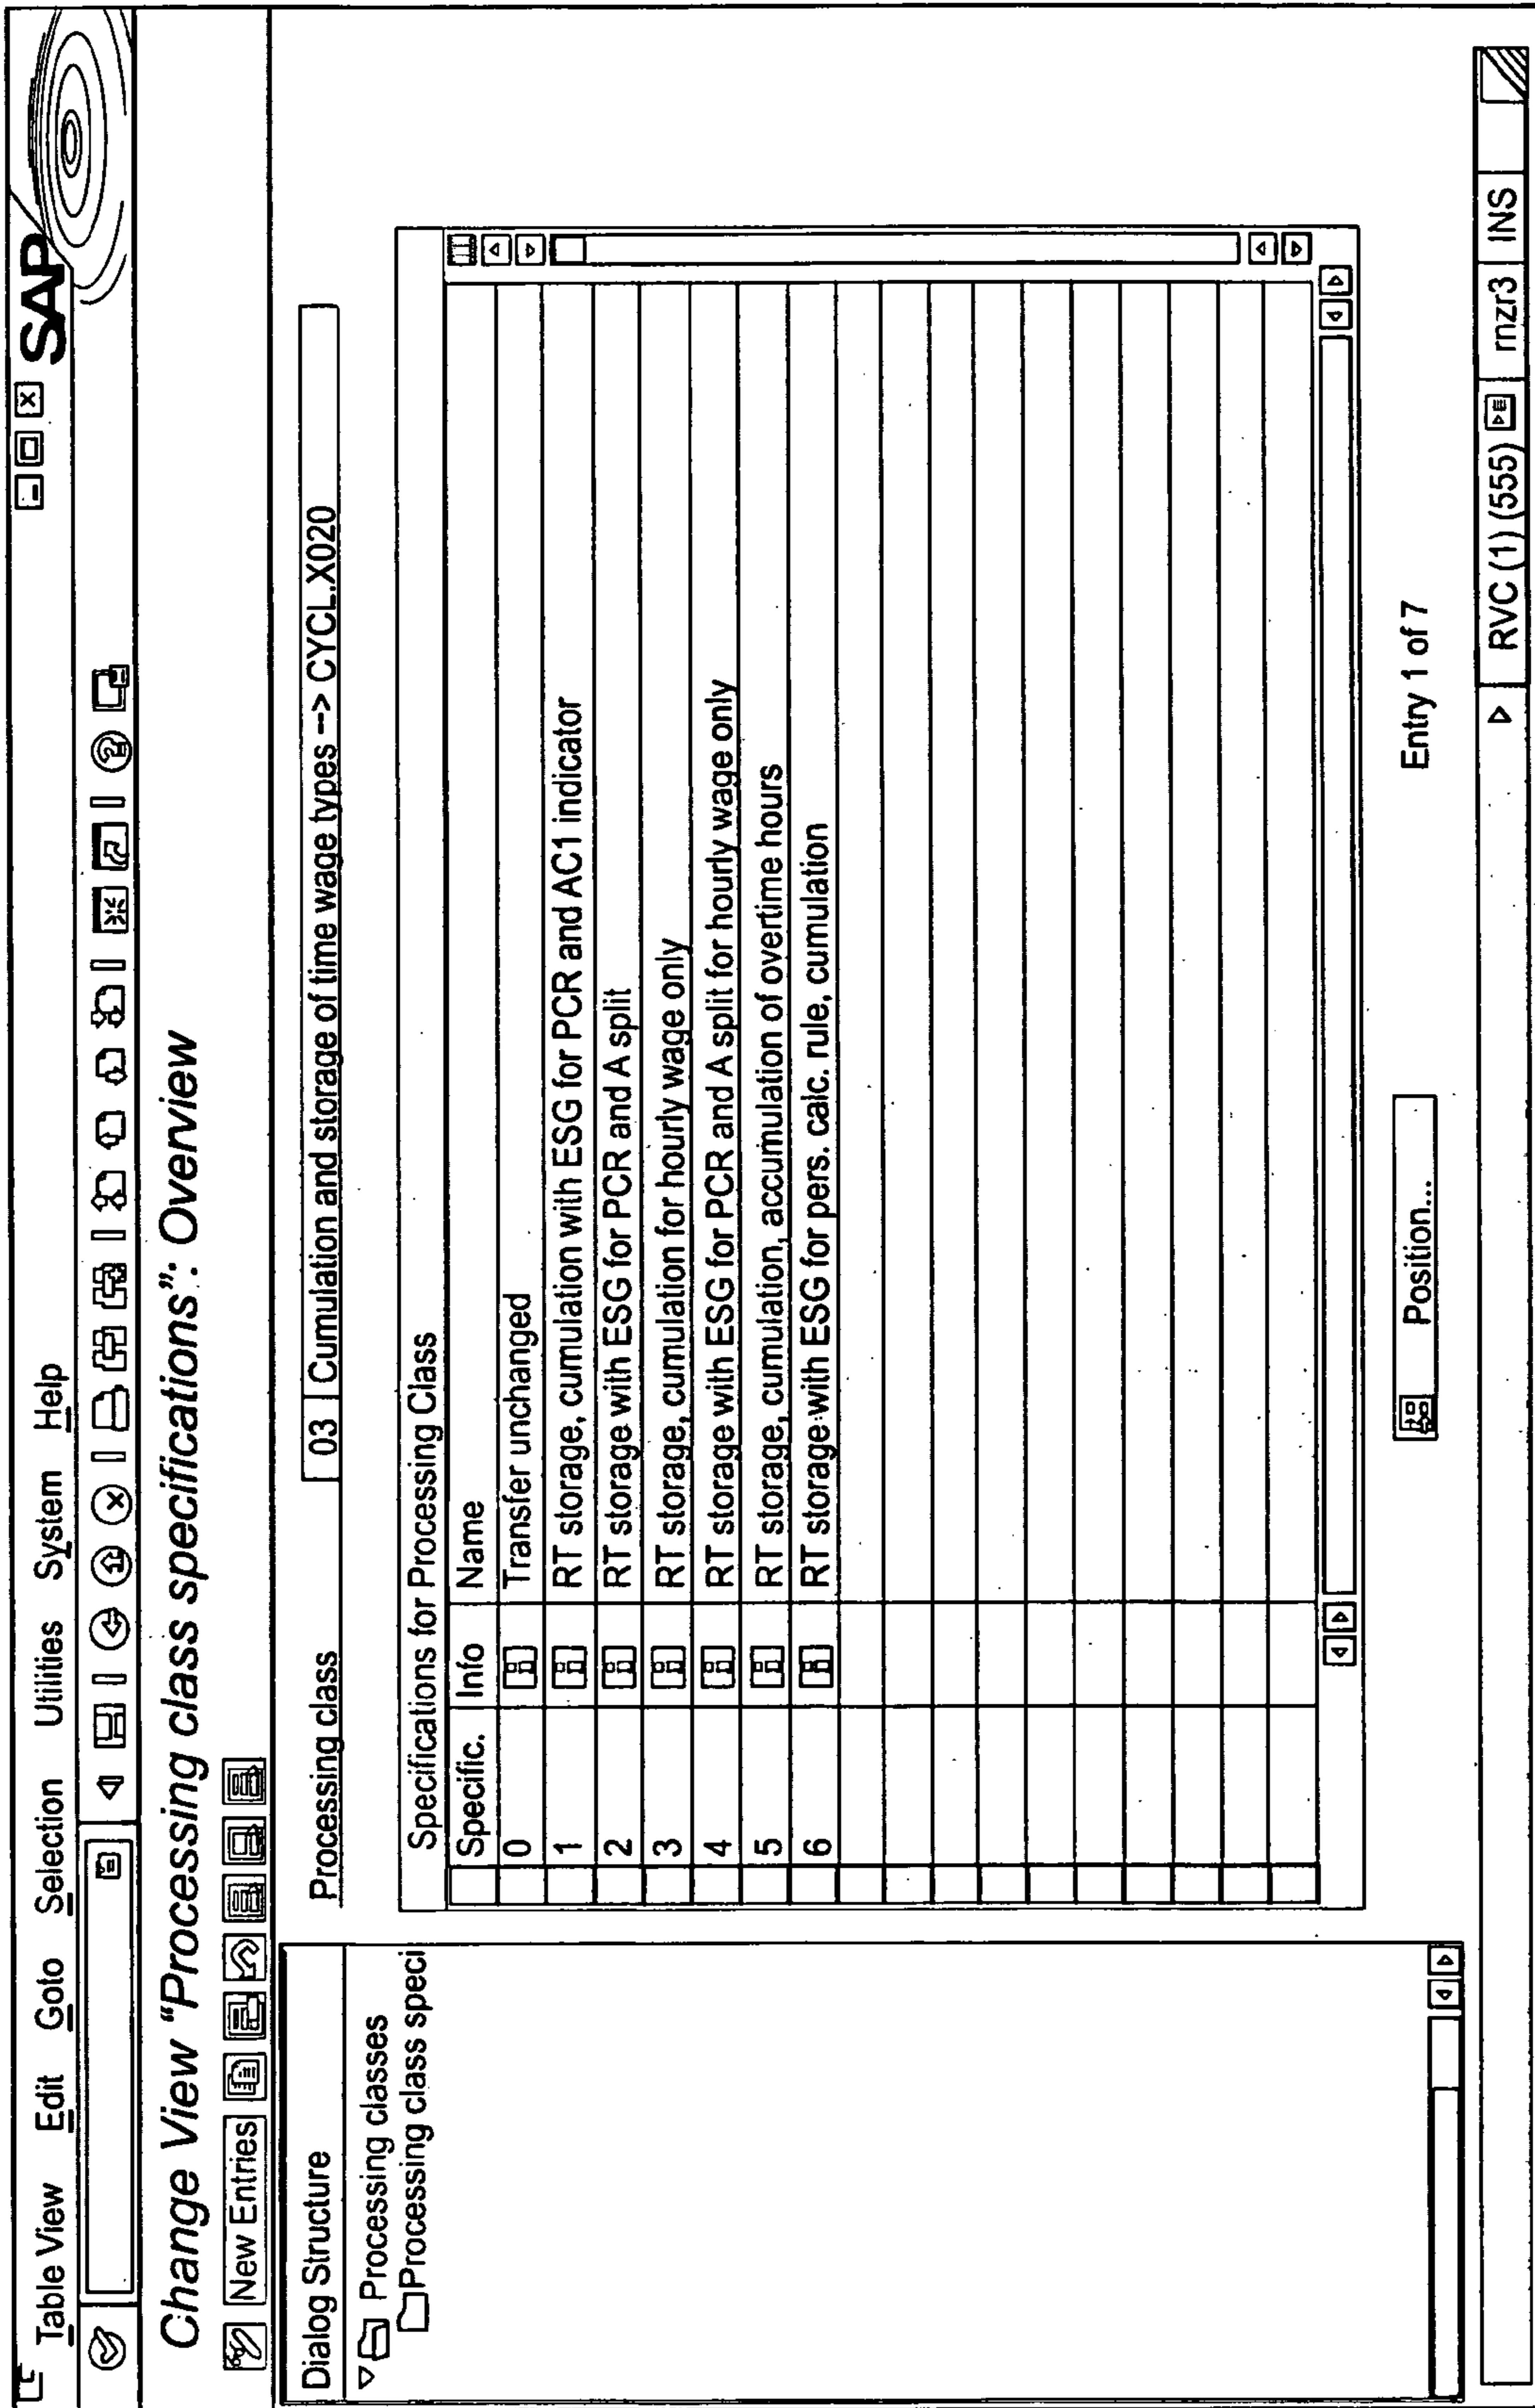 Table View Edit Goto Selection Utilities System Help
SAP
Change View "Processing class specifications": Overview
New Entries
Dialog Structure
Processing classes
Processing class speci
Processing class 03 Cumulation and storage of time wage types --> CYCL.X020
Specifications for Processing Class
Specific. Info Name
0 Transfer unchanged
1 RT storage, cumulation with ESG for PCR and AC1 indicator
2 RT storage with ESG for PCR and A split
3 RT storage, cumulation for hourly wage only
4 RT storage with ESG for PCR and A split for hourly wage only
5 RT storage, cumulation, accumulation of overtime hours
6 RT storage with ESG for pers. calc. rule, cumulation
Position...
Entry 1 of 7
RVC (1) (555) rnzr3 INS